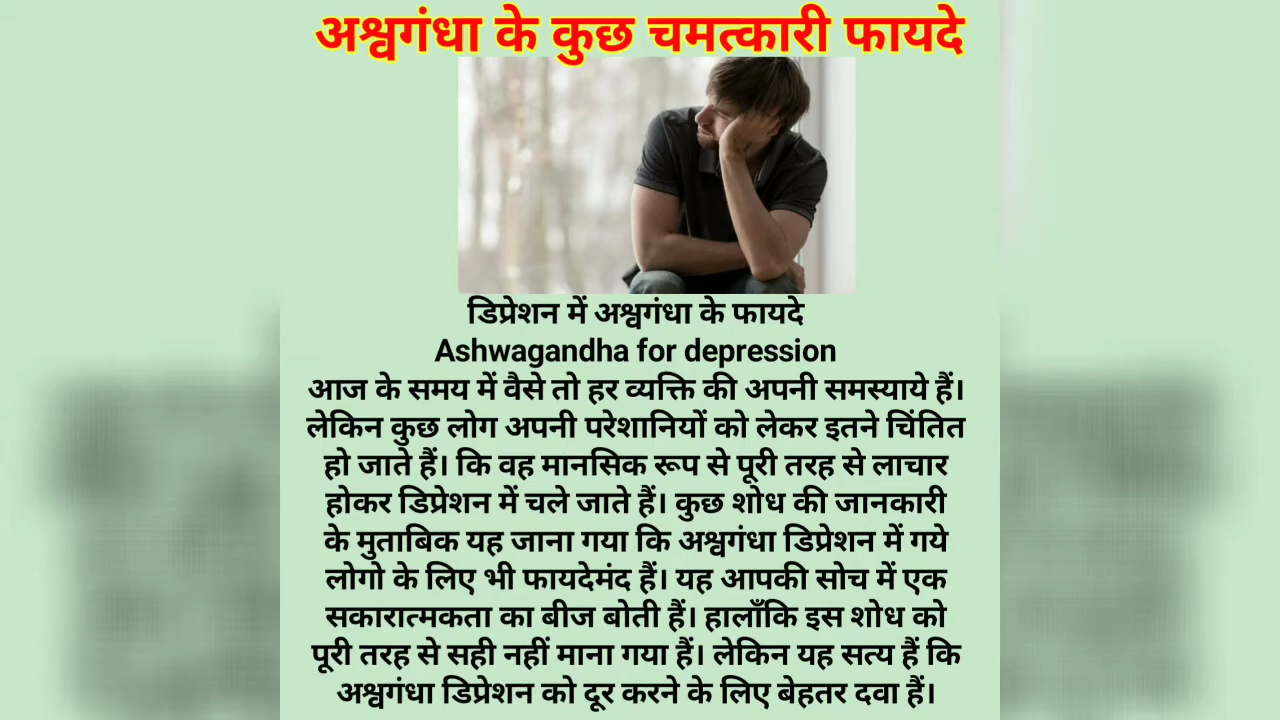 अश्वगंधा के कुछ चमत्कारी फायदे
डिप्रेशन में अश्वगंधा के फायदे
Ashwagandha for depression
आज के समय में वैसे तो हर व्यक्ति की अपनी समस्याये हैं।
लेकिन कुछ लोग अपनी परेशानियों को लेकर इतने चिंतित
हो जाते हैं। कि वह मानसिक रूप से पूरी तरह से लाचार
होकर डिप्रेशन में चले जाते हैं। कुछ शोध की जानकारी
के मुताबिक यह जाना गया कि अश्वगंधा डिप्रेशन में गये
लोगो के लिए भी फायदेमंद हैं। यह आपकी सोच में एक
सकारात्मकता का बीज बोती हैं। हालाँकि इस शोध को
पूरी तरह से सही नहीं माना गया हैं। लेकिन यह सत्य हैं कि
अश्वगंधा डिप्रेशन को दूर करने के लिए बेहतर दवा हैं।